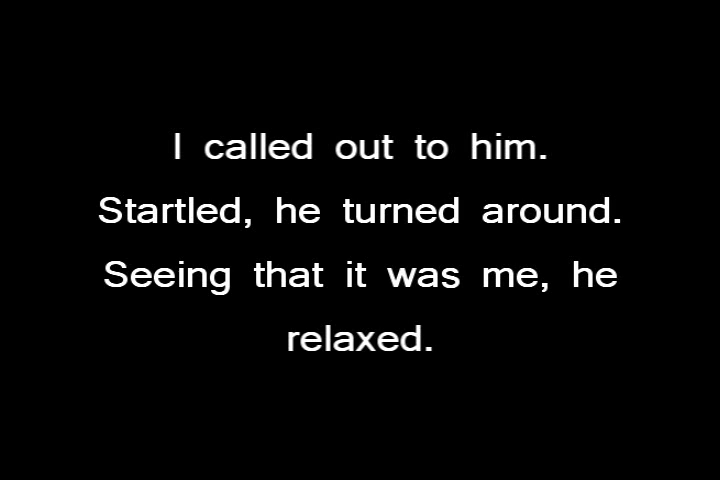 I called out to him.
Startled, he turned around.
Seeing that it was me, he
relaxed.